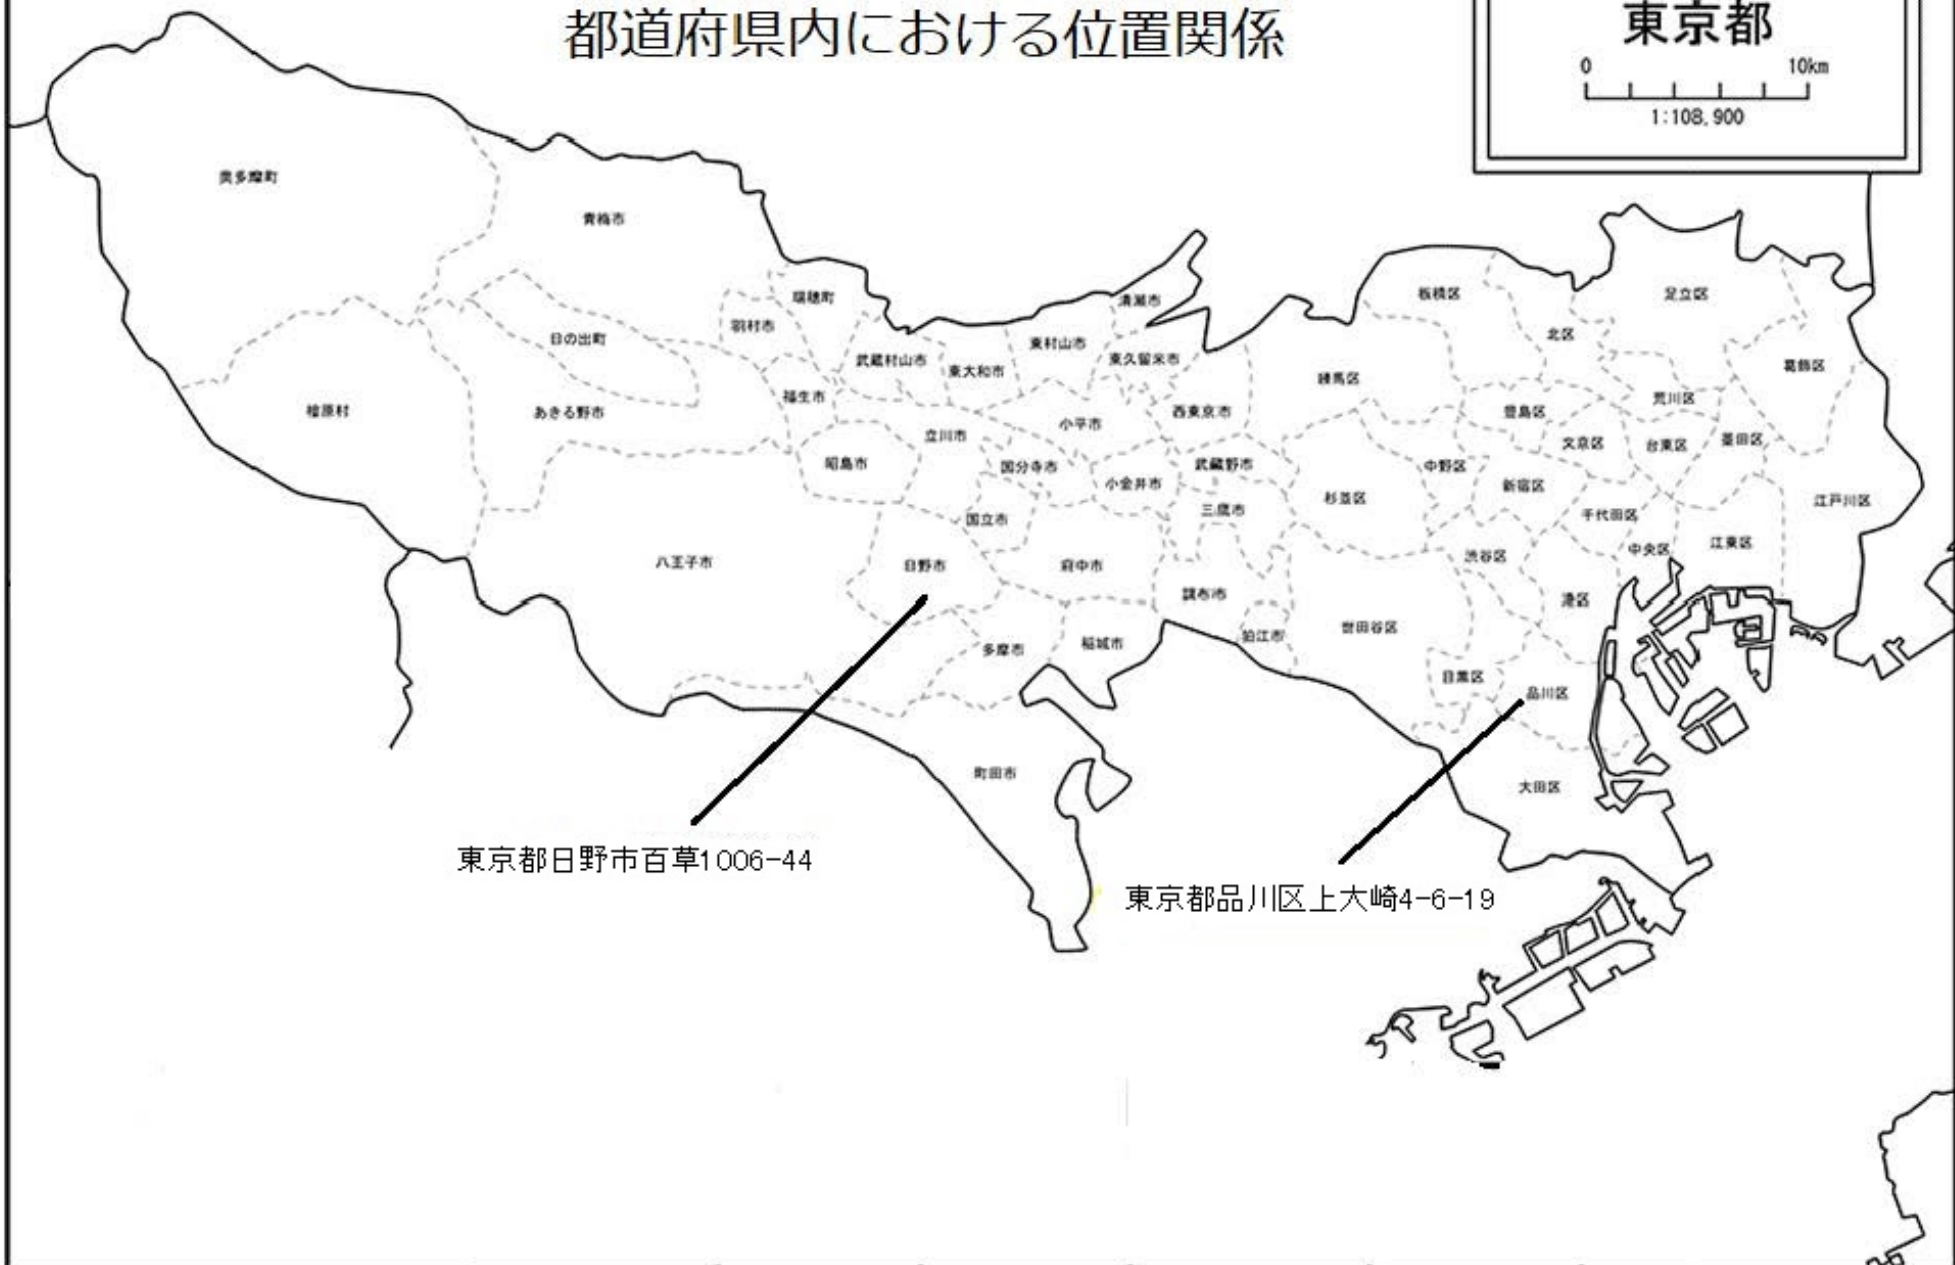 都道府県内における位置関係
東京都
0 10km
1:108,900
奥多摩町
青梅市
瑞穂町
羽村市
日の出町
檜原村
あきる野市
福生市
武蔵村山市
東大和市
東村山市
清瀬市
東久留米市
昭島市
立川市
小平市
西東京市
国分寺市
小金井市
武蔵野市
三鷹市
国立市
八王子市
日野市
府中市
調布市
狛江市
多摩市
稲城市
町田市
板橋区
北区
足立区
葛飾区
練馬区
豊島区
荒川区
文京区
台東区
墨田区
中野区
杉並区
新宿区
千代田区
江戸川区
渋谷区
中央区
江東区
港区
世田谷区
目黒区
品川区
大田区
東京都日野市百草1006-44
東京都品川区上大崎4-6-19